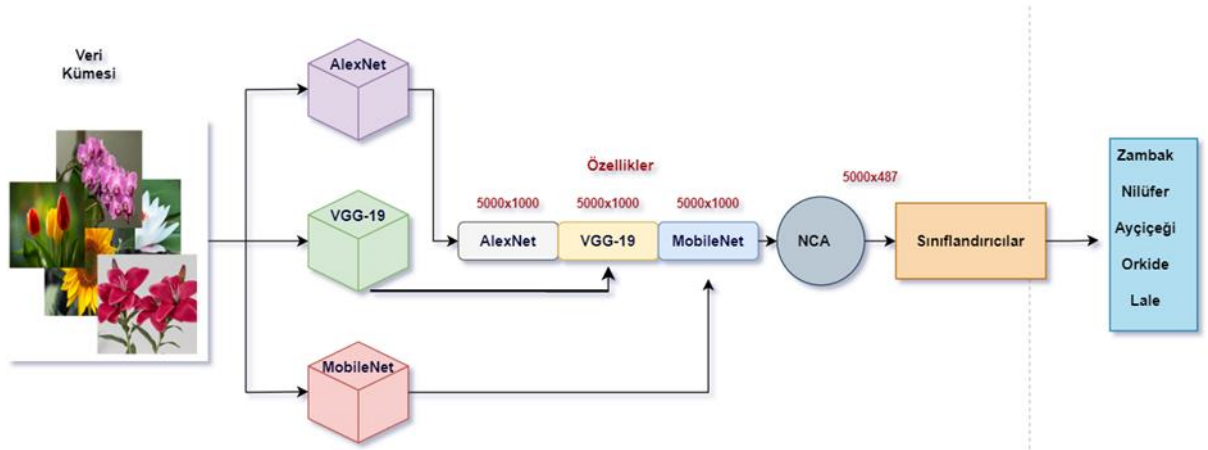 Veri
Kümesi
AlexNet
VGG-19
MobileNet
Özellikler
5000x1000
5000x1000
5000x1000
AlexNet
VGG-19
MobileNet
NCA
5000x487
Sınıflandırıcılar
Zambak
Nilüfer
Ayçiçeği
Orkide
Lale